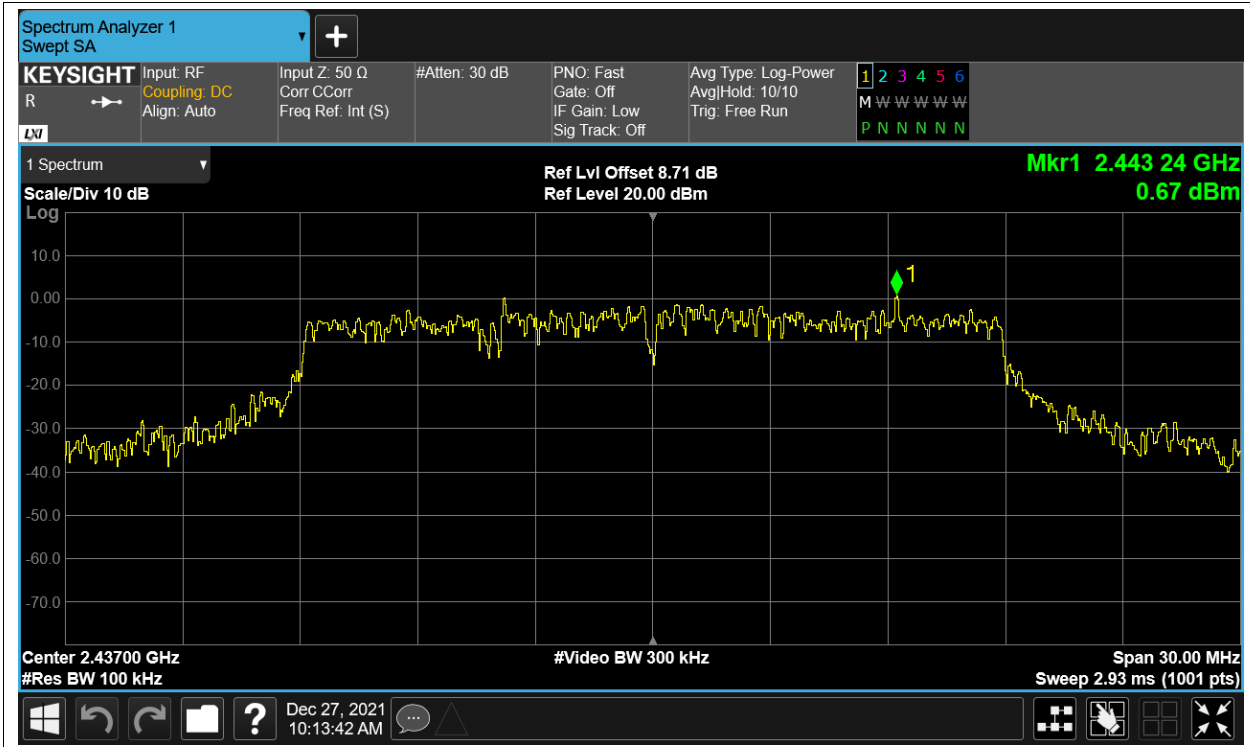 Spectrum Analyzer 1
Swept SA
KEYSIGHT
R
LXI
Input: RF
Coupling: DC
Align: Auto
Input Z: 50 Ω
Corr CCorr
Freq Ref: Int (S)
#Atten: 30 dB
PNO: Fast
Gate: Off
IF Gain: Low
Sig Track: Off
Avg Type: Log-Power
Avg|Hold: 10/10
Trig: Free Run
1 2 3 4 5 6
M W W W W W
P N N N N N
1 Spectrum
Scale/Div 10 dB
Log
Ref Lvl Offset 8.71 dB
Ref Level 20.00 dBm
Mkr1 2.443 24 GHz
0.67 dBm
1
10.0
0.00
-10.0
-20.0
-30.0
-40.0
-50.0
-60.0
-70.0
Center 2.43700 GHz
#Res BW 100 kHz
#Video BW 300 kHz
Span 30.00 MHz
Sweep 2.93 ms (1001 pts)
?
Dec 27, 2021
10:13:42 AM